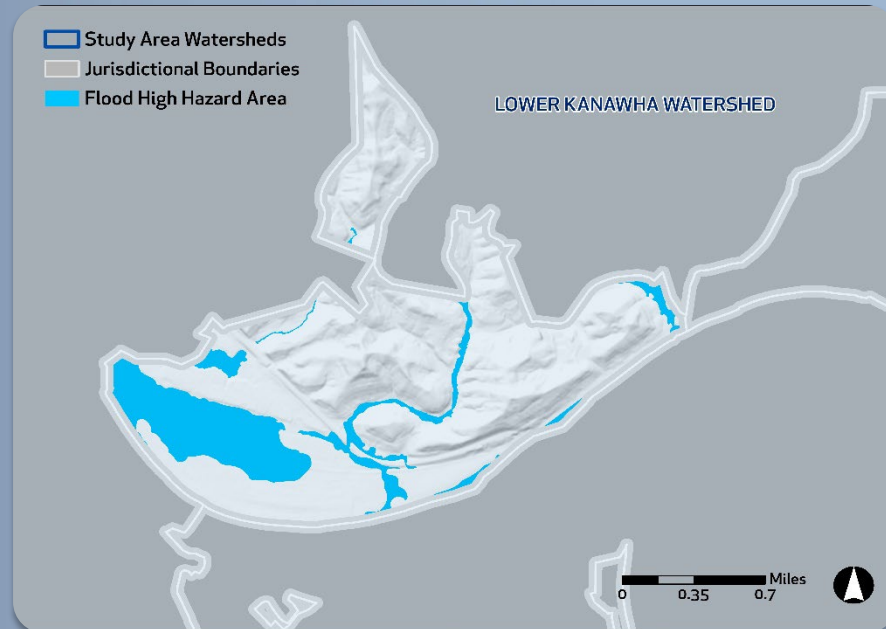 Study Area Watersheds
Jurisdictional Boundaries
Flood High Hazard Area
LOWER KANAWHA WATERSHED
Miles
0 0.35 0.7